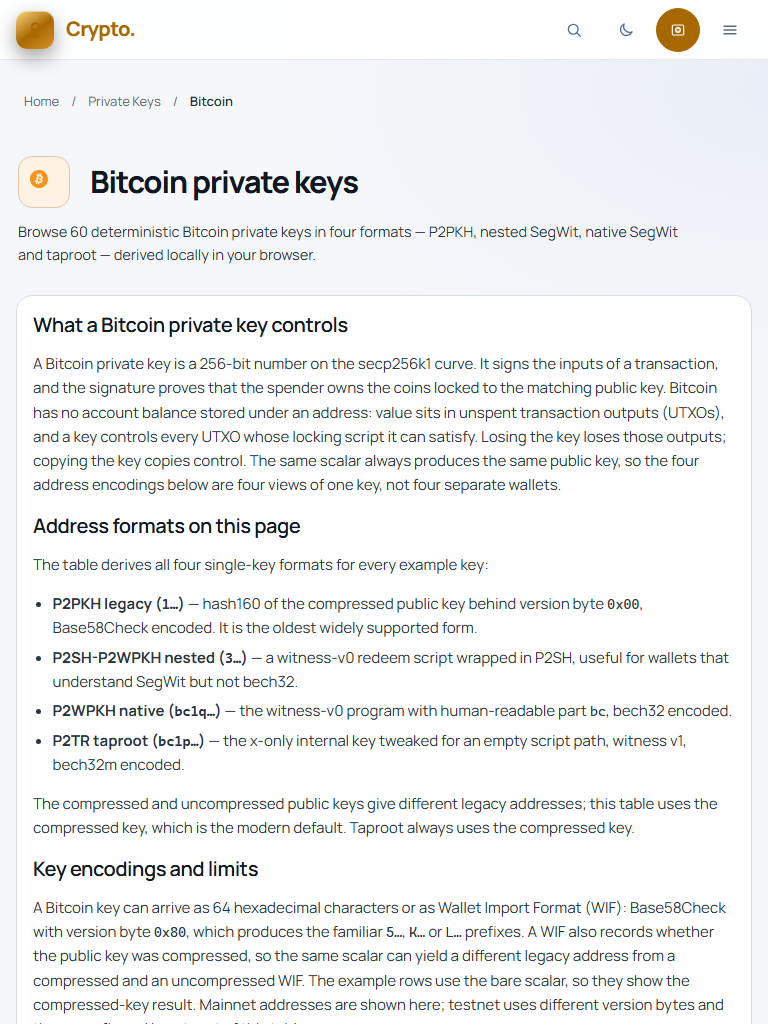 Crypto.
Home / Private Keys / Bitcoin
Bitcoin private keys
Browse 60 deterministic Bitcoin private keys in four formats — P2PKH, nested SegWit, native SegWit
and taproot — derived locally in your browser.
What a Bitcoin private key controls
A Bitcoin private key is a 256-bit number on the secp256k1 curve. It signs the inputs of a transaction,
and the signature proves that the spender owns the coins locked to the matching public key. Bitcoin
has no account balance stored under an address: value sits in unspent transaction outputs (UTXOs),
and a key controls every UTXO whose locking script it can satisfy. Losing the key loses those outputs;
copying the key copies control. The same scalar always produces the same public key, so the four
address encodings below are four views of one key, not four separate wallets.
Address formats on this page
The table derives all four single-key formats for every example key:
• P2PKH legacy (1…) — hash160 of the compressed public key behind version byte 0x00,
Base58Check encoded. It is the oldest widely supported form.
• P2SH-P2WPKH nested (3…) — a witness-v0 redeem script wrapped in P2SH, useful for wallets that
understand SegWit but not bech32.
• P2WPKH native (bc1q…) — the witness-v0 program with human-readable part bc, bech32 encoded.
• P2TR taproot (bc1p…) — the x-only internal key tweaked for an empty script path, witness v1,
bech32m encoded.
The compressed and uncompressed public keys give different legacy addresses; this table uses the
compressed key, which is the modern default. Taproot always uses the compressed key.
Key encodings and limits
A Bitcoin key can arrive as 64 hexadecimal characters or as Wallet Import Format (WIF): Base58Check
with version byte 0x80, which produces the familiar 5…, K… or L… prefixes. A WIF also records whether
the public key was compressed, so the same scalar can yield a different legacy address from a
compressed and an uncompressed WIF. The example rows use the bare scalar, so they show the
compressed-key result. Mainnet addresses are shown here; testnet uses different version bytes and